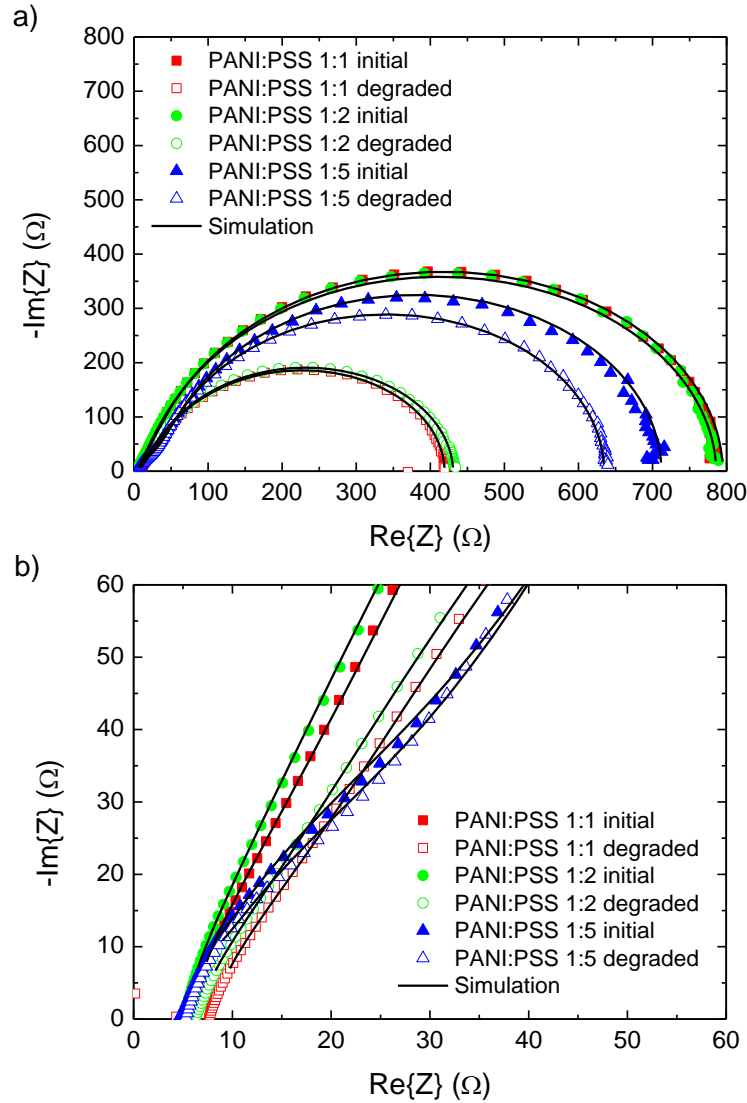 a)
800
700
600
500
400
300
200
100
0
-Im{Z} (Ω)
PANI:PSS 1:1 initial
PANI:PSS 1:1 degraded
PANI:PSS 1:2 initial
PANI:PSS 1:2 degraded
PANI:PSS 1:5 initial
PANI:PSS 1:5 degraded
Simulation
0 100 200 300 400 500 600 700 800
Re{Z} (Ω)
b)
60
50
40
30
20
10
0
-Im{Z} (Ω)
PANI:PSS 1:1 initial
PANI:PSS 1:1 degraded
PANI:PSS 1:2 initial
PANI:PSS 1:2 degraded
PANI:PSS 1:5 initial
PANI:PSS 1:5 degraded
Simulation
0 10 20 30 40 50 60
Re{Z} (Ω)